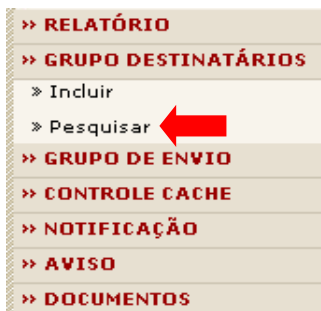 » RELATÓRIO
» GRUPO DESTINATÁRIOS
» Incluir
» Pesquisar
» GRUPO DE ENVIO
» CONTROLE CACHE
» NOTIFICAÇÃO
» AVISO
» DOCUMENTOS